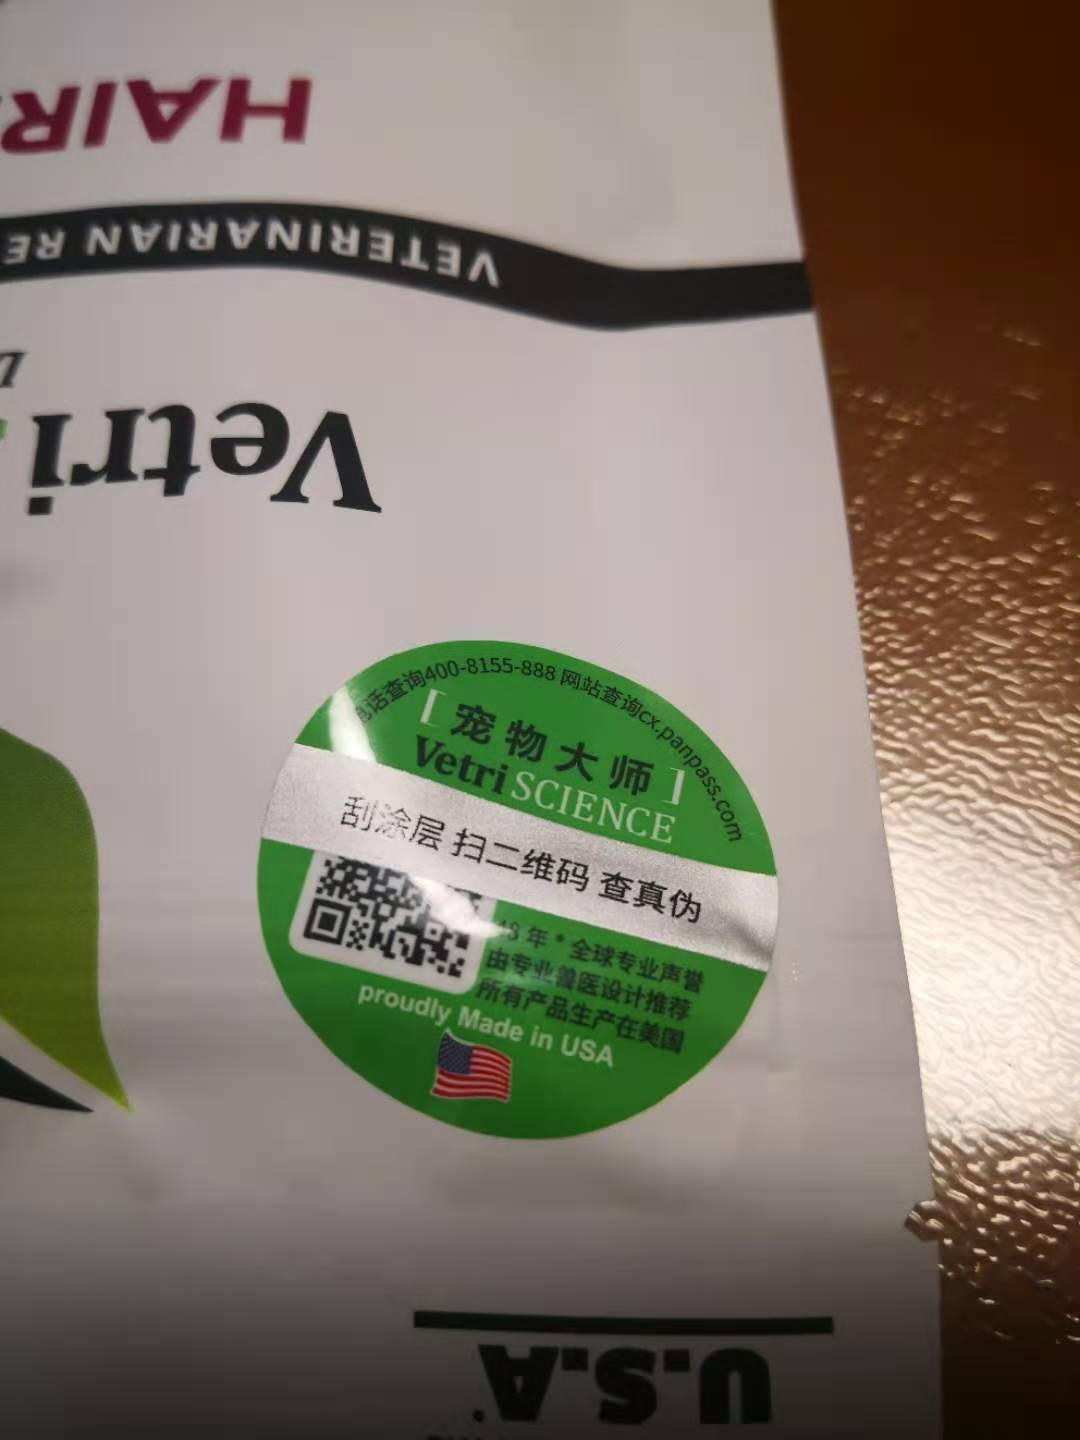 HAIR
VETERINARIAN RE
Vetri
电话查询400-8155-888 网站查询cx.panpass.com
[宠物大师]
Vetri SCIENCE
刮涂层 扫二维码 查真伪
48 年*全球专业声誉
由专业兽医设计推荐
所有产品生产在美国
proudly Made in USA
U.S.A